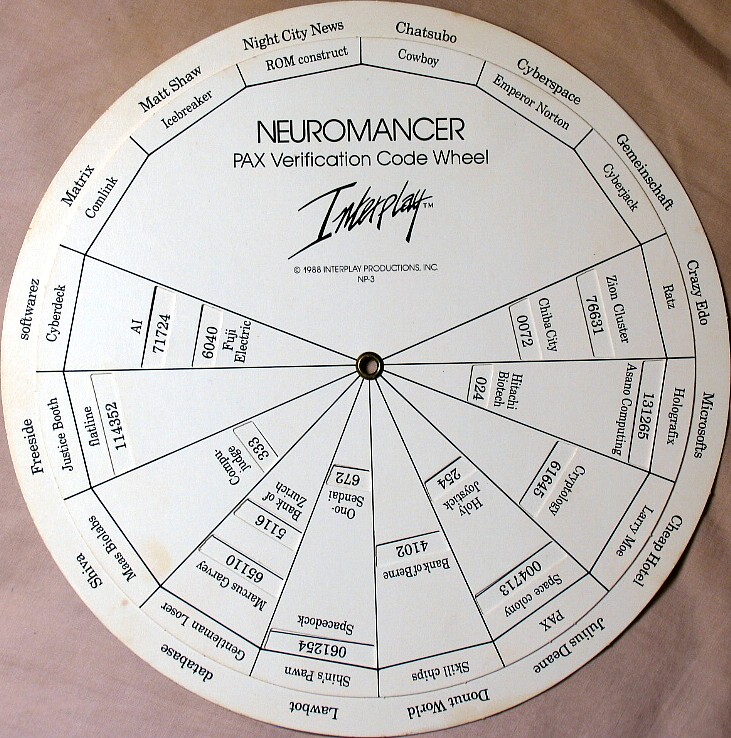 NEUROMANCER
PAX Verification Code Wheel
Interplay™
© 1988 INTERPLAY PRODUCTIONS, INC.
NP-3
Night City News
Chatsubo
Cyberspace
Gemeinschaft
Crazy Edo
Microsofts
Cheap Hotel
Julius Deane
Donut World
Lawbot
database
Shiva
Freeside
softwarez
Matrix
Matt Shaw
ROM construct
Cowboy
Emperor Norton
Cyberjack
Ratz
Holografix
Larry Moe
PAX
Skill chips
Shin's Pawn
Gentleman Loser
Maas Biolabs
Justice Booth
Cyberdeck
Comlink
Icebreaker
Zion Cluster
76631
Chiba City
0072
Asano Computing
131265
Hitachi
Biotech
024
Cryptology
61645
Holy
Joystick
254
Space colony
004713
Bank of Berne
4102
Ono-
Sendai
672
Spacedock
061254
Bank of
Zurich
5116
Marcus Garvey
65110
Compu-
Judge
333
flatline
114352
AI
71724
Fuji
Electric
6040